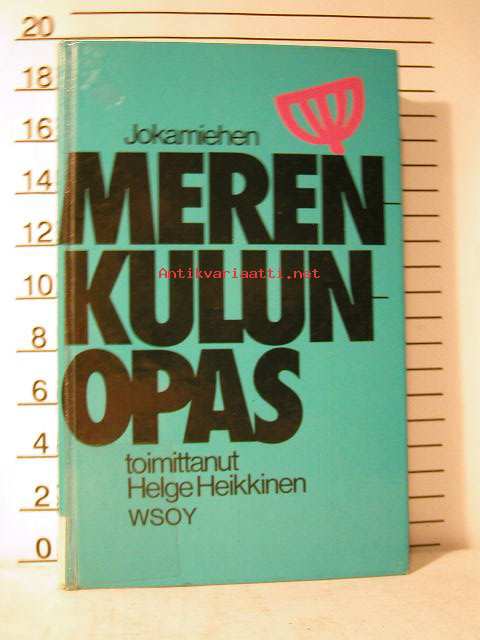 20
18
16
14
12
10
8
6
4
2
0
Jokamiehen
MEREN-
KULUN-
OPAS
toimittanut
Helge Heikkinen
WSOY
Antikvariaatti.net